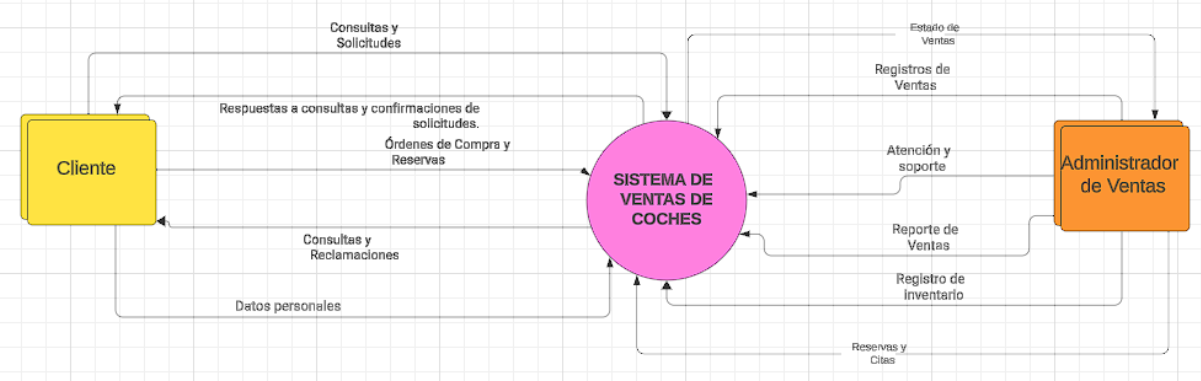 Consultas y
Solicitudes
Estado de
Ventas
Registros de
Ventas
Respuestas a consultas y confirmaciones de
solicitudes.
Órdenes de Compra y
Reservas
Cliente
SISTEMA DE
VENTAS DE
COCHES
Atención y
soporte
Administrador
de Ventas
Consultas y
Reclamaciones
Reporte de
Ventas
Datos personales
Registro de
inventario
Reservas y
Citas